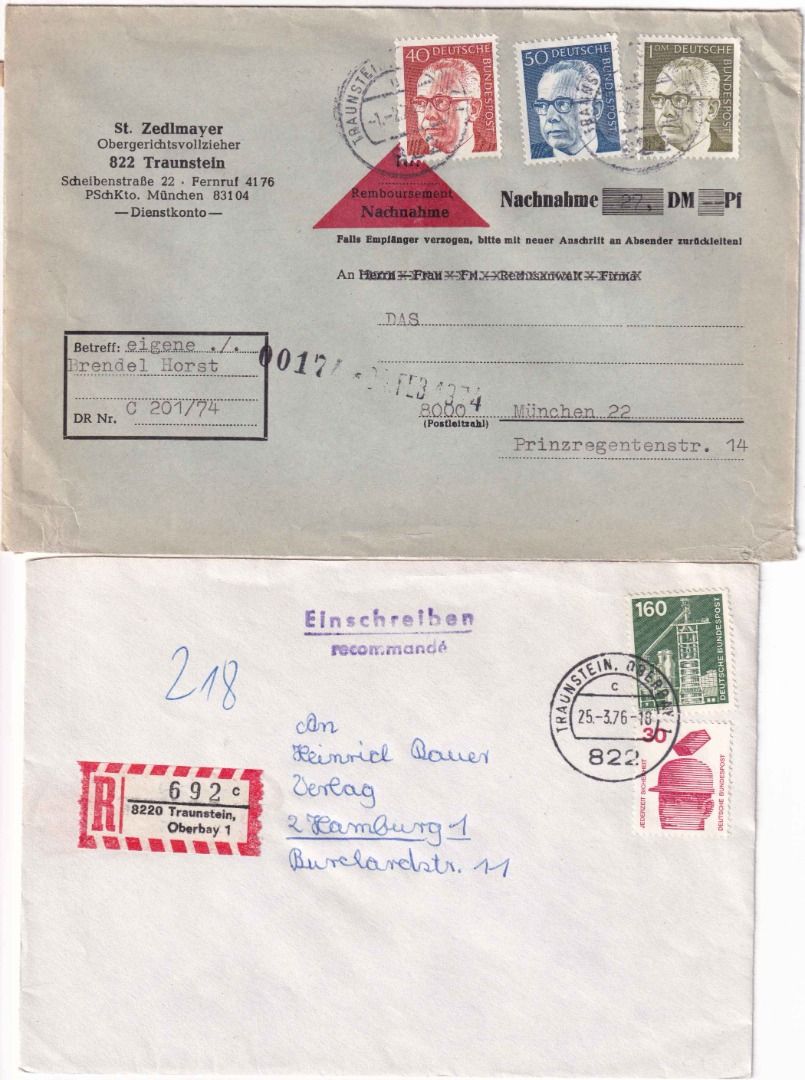 40 DEUTSCHE BUNDESPOST
50 DEUTSCHE BUNDESPOST
1 DM DEUTSCHE BUNDESPOST
TRAUNSTEIN
St. Zedlmayer
Obergerichtsvollzieher
822 Traunstein
Scheibenstraße 22 · Fernruf 4176
PSchKto. München 83104
— Dienstkonto —
Remboursement
Nachnahme
Nachnahme 27,- DM -- Pf
Falls Empfänger verzogen, bitte mit neuer Anschrift an Absender zurückleiten!
An Herrn – Frau – Frl. – Rechtsanwalt – Firma
DAS
Betreff: eigene ./.
Brendel Horst
DR Nr. C 201/74
0017
FEB 1974
8000 München 22
(Postleitzahl)
Prinzregentenstr. 14
Einschreiben
recommandé
218
160
DEUTSCHE BUNDESPOST
TRAUNSTEIN, OBERBAY
c
25.-3.76-18
822
30
JEDERZEIT SICHERHEIT
DEUTSCHE BUNDESPOST
An
Heinrich Bauer
Verlag
2 Hamburg 1
Burchardstr. 11
R
692 c
8220 Traunstein,
Oberbay 1